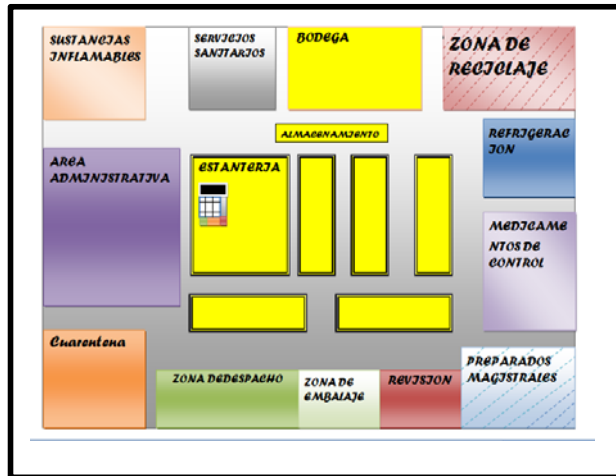 SUSTANCIAS
INFLAMABLES
SERVICIOS
SANITARIOS
BODEGA
ZONA DE
RECICLAJE
ALMACENAMIENTO
REFRIGERAC
ION
AREA
ADMINISTRATIVA
ESTANTERIA
MEDICAME
NTOS DE
CONTROL
Cuarentena
ZONA DEDESPACHO
ZONA DE
EMBALAJE
REVISION
PREPARADOS
MAGISTRALES